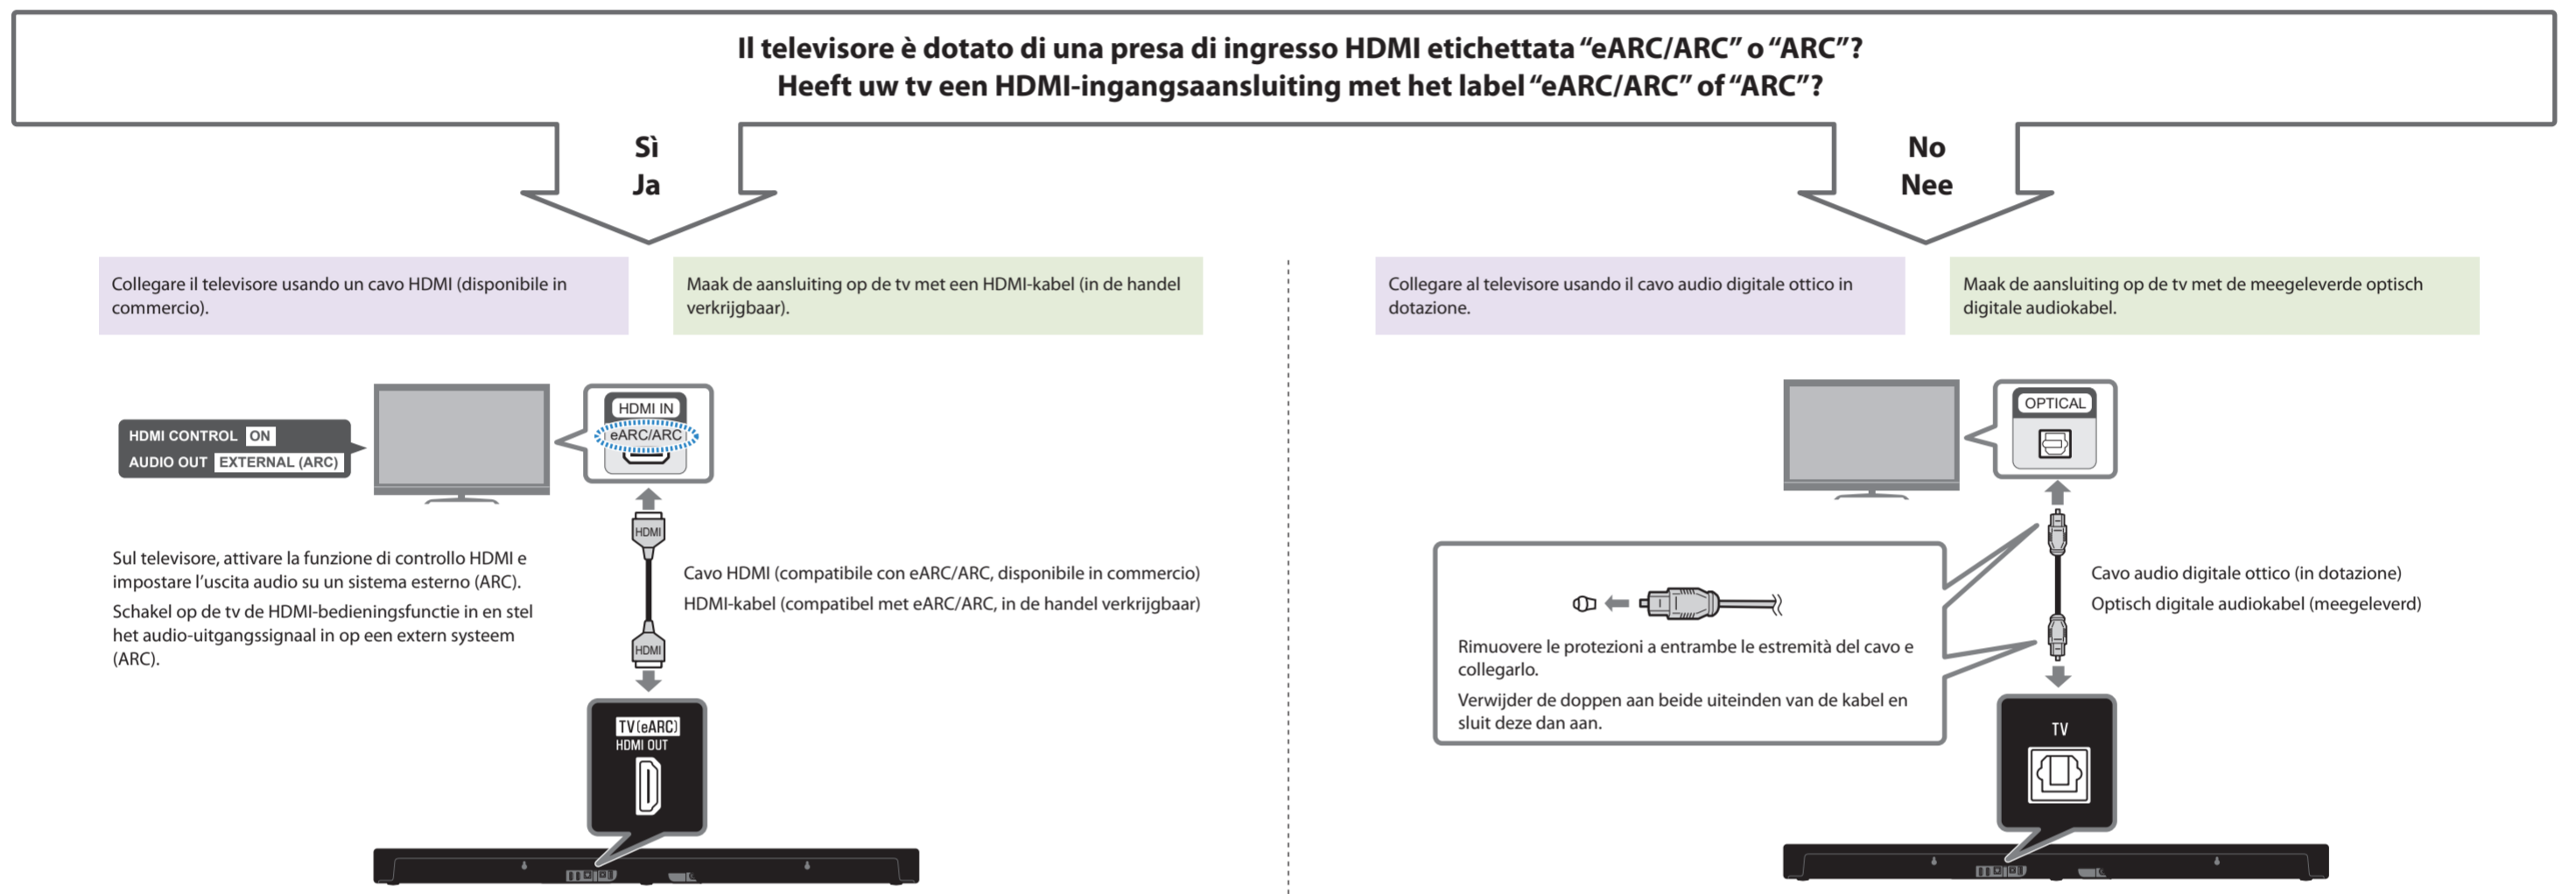 Il televisore è dotato di una presa di ingresso HDMI etichettata “eARC/ARC” o “ARC”?
Heeft uw tv een HDMI-ingangsaansluiting met het label “eARC/ARC” of “ARC”?
Sì
Ja
Collegare il televisore usando un cavo HDMI (disponibile in
commercio).
Maak de aansluiting op de tv met een HDMI-kabel (in de handel
verkrijgbaar).
HDMI CONTROL ON
AUDIO OUT EXTERNAL (ARC)
HDMI IN
eARC/ARC
HDMI
Sul televisore, attivare la funzione di controllo HDMI e
impostare l’uscita audio su un sistema esterno (ARC).
Schakel op de tv de HDMI-bedieningsfunctie in en stel
het audio-uitgangssignaal in op een extern systeem
(ARC).
Cavo HDMI (compatibile con eARC/ARC, disponibile in commercio)
HDMI-kabel (compatibel met eARC/ARC, in de handel verkrijgbaar)
HDMI
TV(eARC)
HDMI OUT
No
Nee
Collegare al televisore usando il cavo audio digitale ottico in
dotazione.
Maak de aansluiting op de tv met de meegeleverde optisch
digitale audiokabel.
OPTICAL
Rimuovere le protezioni a entrambe le estremità del cavo e
collegarlo.
Verwijder de doppen aan beide uiteinden van de kabel en
sluit deze dan aan.
Cavo audio digitale ottico (in dotazione)
Optisch digitale audiokabel (meegeleverd)
TV